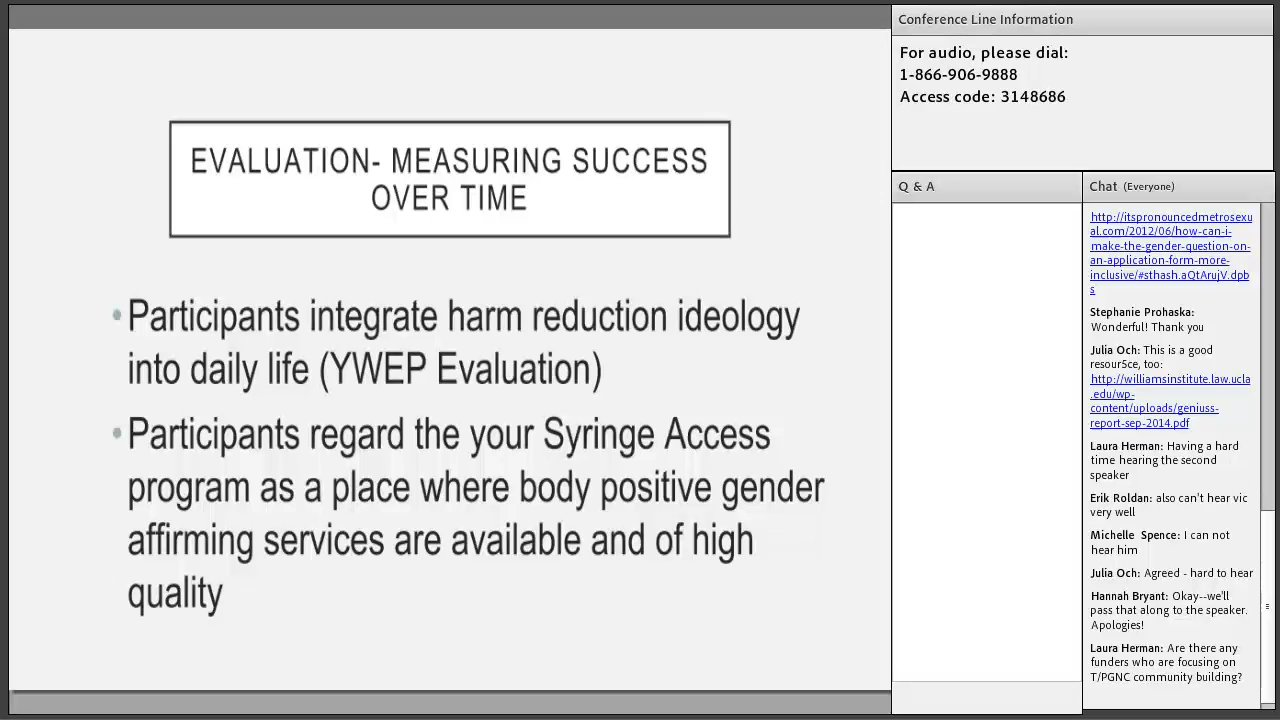 EVALUATION- MEASURING SUCCESS
OVER TIME
•Participants integrate harm reduction ideology
into daily life (YWEP Evaluation)
•Participants regard the your Syringe Access
program as a place where body positive gender
affirming services are available and of high
quality
Conference Line Information
For audio, please dial:
1-866-906-9888
Access code: 3148686
Q & A
Chat (Everyone)
http://itspronouncedmetrosexu
al.com/2012/06/how-can-i-
make-the-gender-question-on-
an-application-form-more-
inclusive/#sthash.aQtArujV.dpb
s
Stephanie Prohaska:
Wonderful! Thank you
Julia Och: This is a good
resour5ce, too:
http://williamsinstitute.law.ucla
.edu/wp-
content/uploads/geniuss-
report-sep-2014.pdf
Laura Herman: Having a hard
time hearing the second
speaker
Erik Roldan: also can't hear vic
very well
Michelle Spence: I can not
hear him
Julia Och: Agreed - hard to hear
Hannah Bryant: Okay--we'll
pass that along to the speaker.
Apologies!
Laura Herman: Are there any
funders who are focusing on
T/PGNC community building?